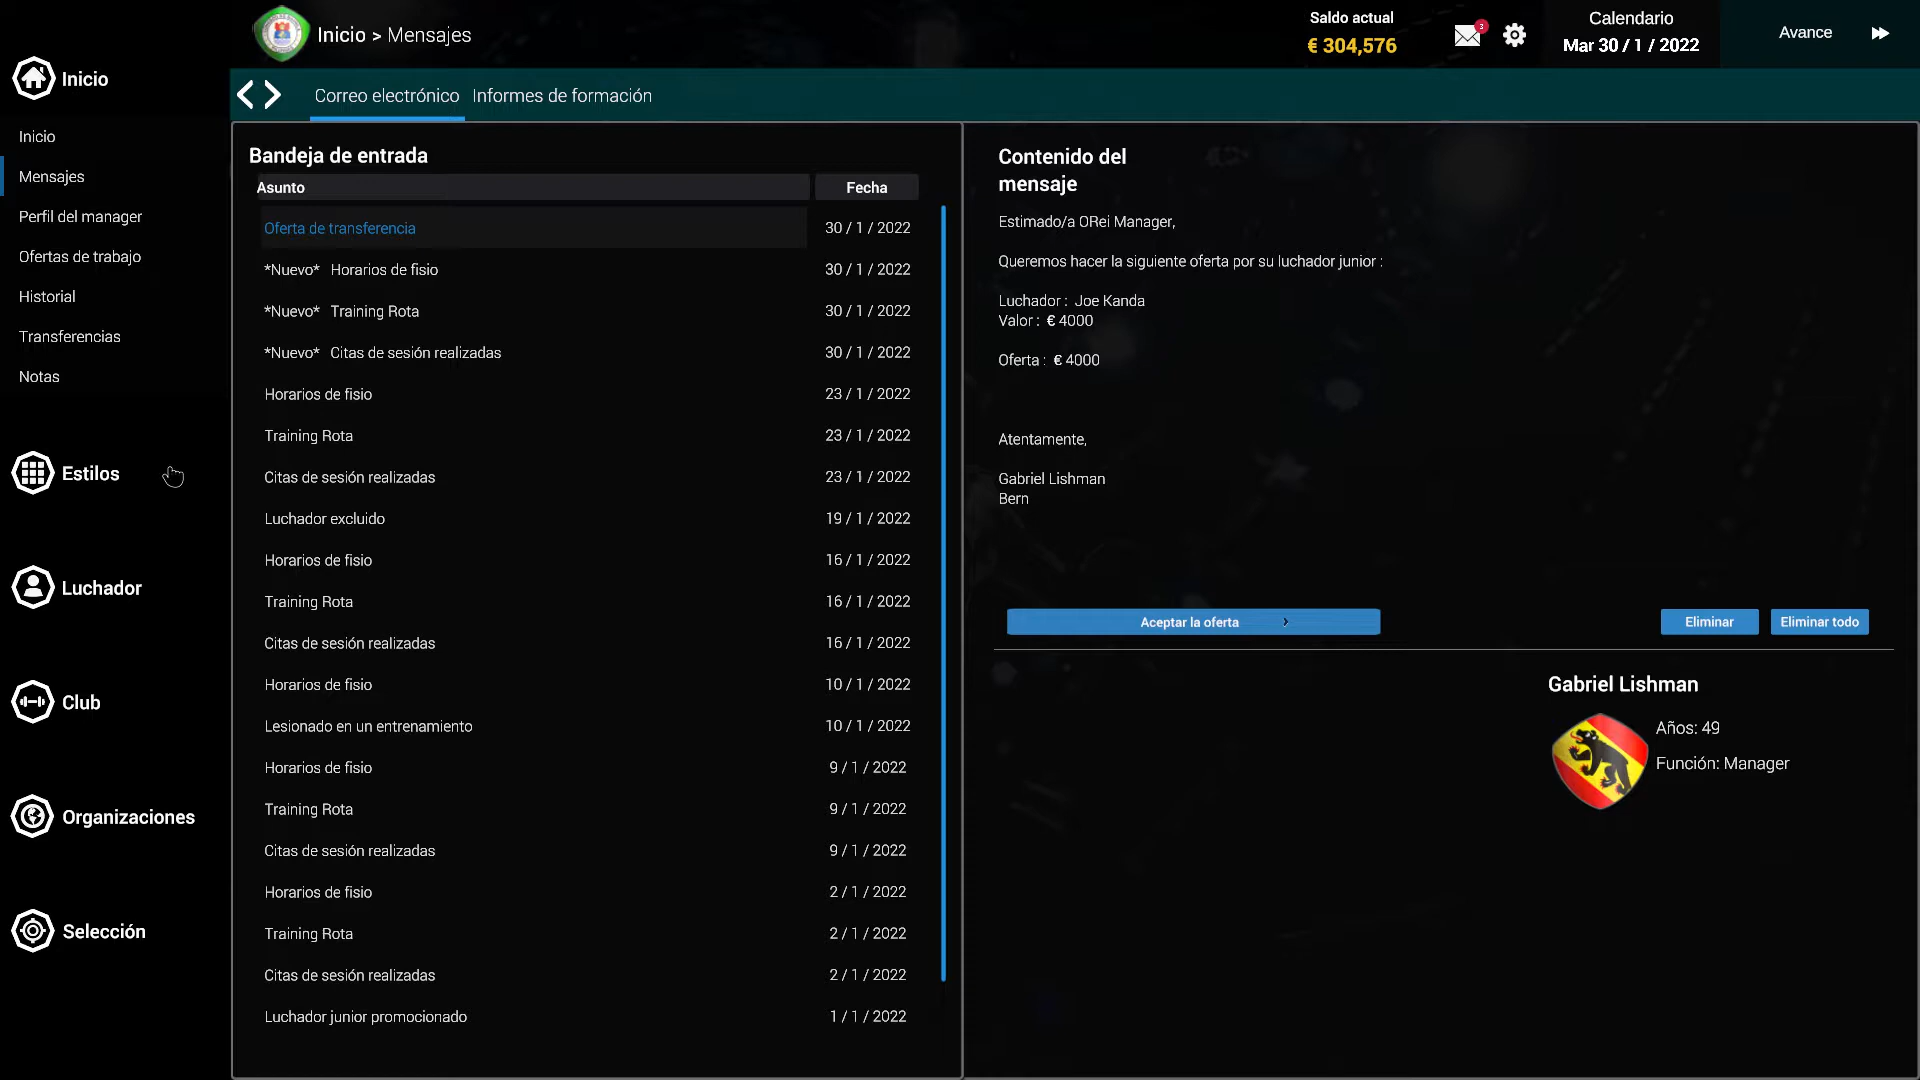 Inicio > Mensajes
Saldo actual
€ 304,576
3
Calendario
Mar 30 / 1 / 2022
Avance
Inicio
Inicio
Mensajes
Perfil del manager
Ofertas de trabajo
Historial
Transferencias
Notas
Estilos
Luchador
Club
Organizaciones
Selección
Correo electrónico Informes de formación
Bandeja de entrada
Asunto Fecha
Oferta de transferencia 30 / 1 / 2022
*Nuevo* Horarios de fisio 30 / 1 / 2022
*Nuevo* Training Rota 30 / 1 / 2022
*Nuevo* Citas de sesión realizadas 30 / 1 / 2022
Horarios de fisio 23 / 1 / 2022
Training Rota 23 / 1 / 2022
Citas de sesión realizadas 23 / 1 / 2022
Luchador excluido 19 / 1 / 2022
Horarios de fisio 16 / 1 / 2022
Training Rota 16 / 1 / 2022
Citas de sesión realizadas 16 / 1 / 2022
Horarios de fisio 10 / 1 / 2022
Lesionado en un entrenamiento 10 / 1 / 2022
Horarios de fisio 9 / 1 / 2022
Training Rota 9 / 1 / 2022
Citas de sesión realizadas 9 / 1 / 2022
Horarios de fisio 2 / 1 / 2022
Training Rota 2 / 1 / 2022
Citas de sesión realizadas 2 / 1 / 2022
Luchador junior promocionado 1 / 1 / 2022
Contenido del
mensaje
Estimado/a ORei Manager,
Queremos hacer la siguiente oferta por su luchador junior :
Luchador : Joe Kanda
Valor : € 4000
Oferta : € 4000
Atentamente,
Gabriel Lishman
Bern
Aceptar la oferta >
Eliminar
Eliminar todo
Gabriel Lishman
Años: 49
Función: Manager